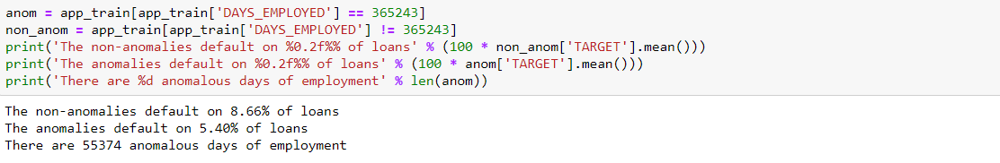 anom = app_train[app_train['DAYS_EMPLOYED'] == 365243]
non_anom = app_train[app_train['DAYS_EMPLOYED'] != 365243]
print('The non-anomalies default on %0.2f%% of loans' % (100 * non_anom['TARGET'].mean()))
print('The anomalies default on %0.2f%% of loans' % (100 * anom['TARGET'].mean()))
print('There are %d anomalous days of employment' % len(anom))
The non-anomalies default on 8.66% of loans
The anomalies default on 5.40% of loans
There are 55374 anomalous days of employment